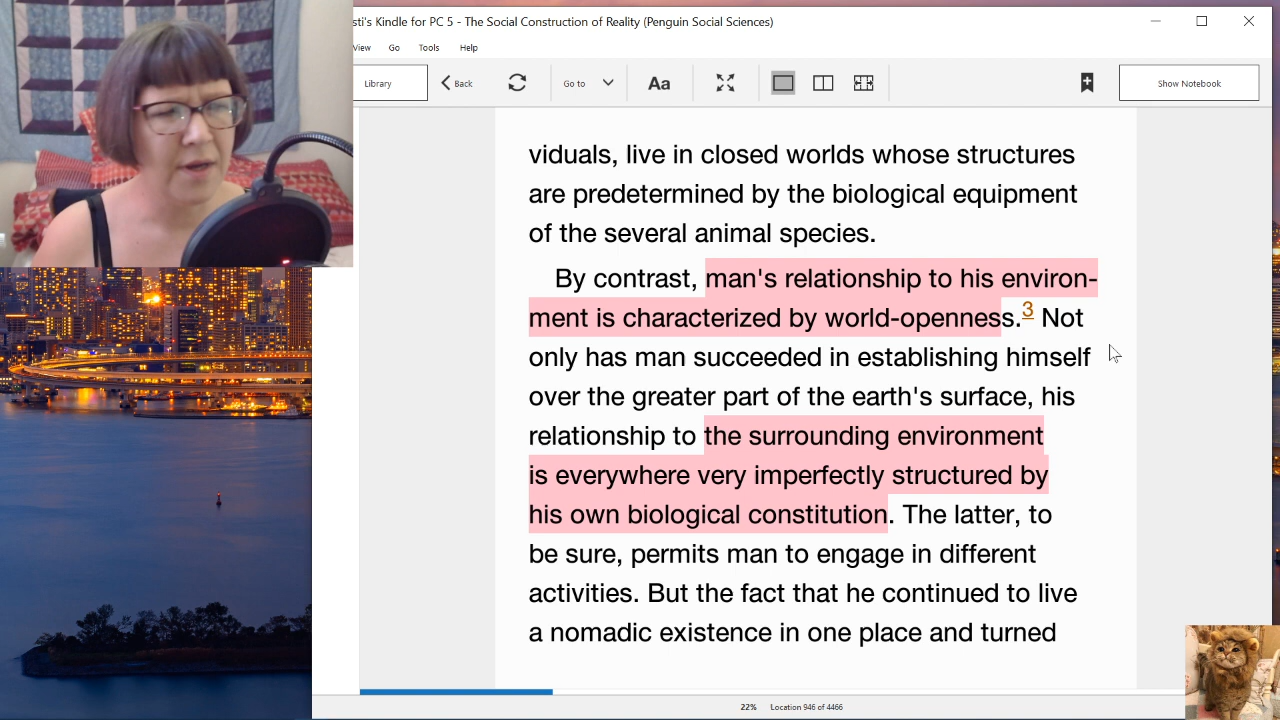 sti's Kindle for PC 5 - The Social Construction of Reality (Penguin Social Sciences)
View Go Tools Help
Library Back Go to Aa Show Notebook
viduals, live in closed worlds whose structures
are predetermined by the biological equipment
of the several animal species.
By contrast, man's relationship to his environ-
ment is characterized by world-openness.3 Not
only has man succeeded in establishing himself
over the greater part of the earth's surface, his
relationship to the surrounding environment
is everywhere very imperfectly structured by
his own biological constitution. The latter, to
be sure, permits man to engage in different
activities. But the fact that he continued to live
a nomadic existence in one place and turned
22% Location 946 of 4466